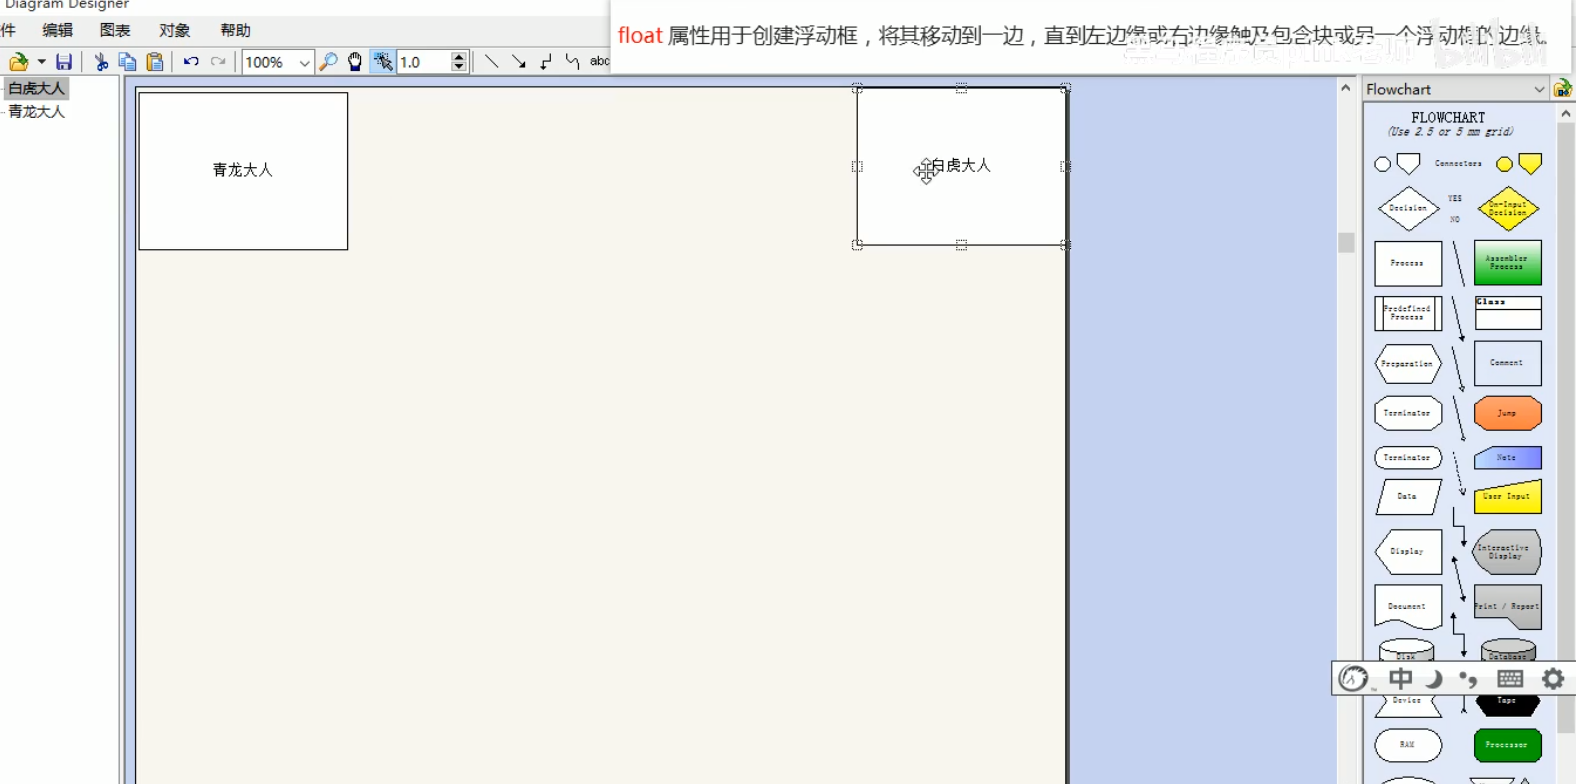 Diagram Designer
件 编辑 图表 对象 帮助
float 属性用于创建浮动框，将其移动到一边，直到左边缘或右边缘触及包含块或另一个浮动框的边缘。
100%
1.0
abc
白虎大人
青龙大人
青龙大人
白虎大人
Flowchart
FLOWCHART
(Use 2.5 or 5 mm grid)
Connectors
Decision
YES
NO
On-Input
Decision
Process
Assembler
Process
Predefined
Process
Class
Preparation
Comment
Terminator
Jump
Terminator
Note
Data
User Input
Display
Interactive
Display
Document
Print / Report
Disk
Database
中
Device
Tape
RAM
Processor